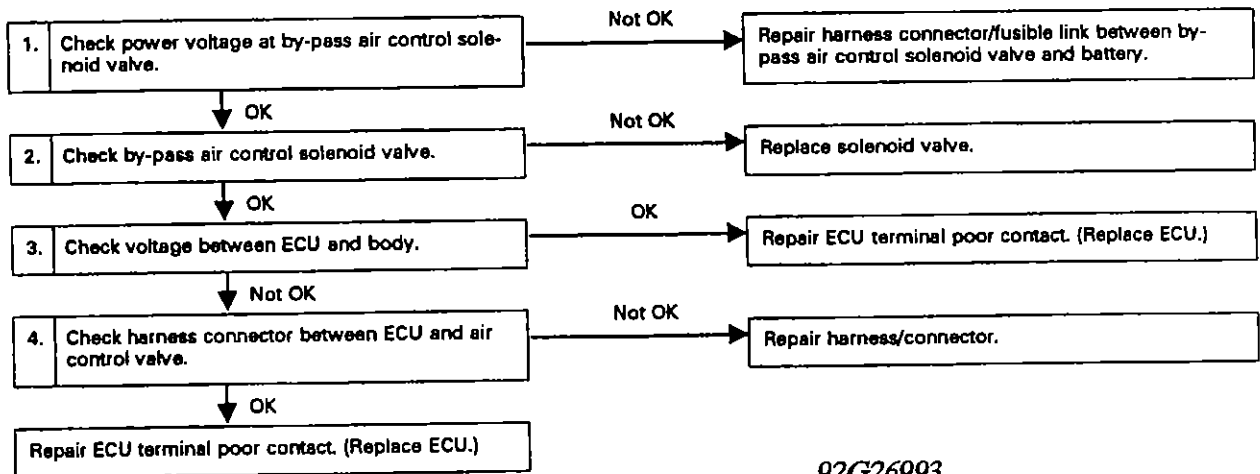 1. Check power voltage at by-pass air control sole-
noid valve.
Not OK
Repair harness connector/fusible link between by-
pass air control solenoid valve and battery.
OK
2. Check by-pass air control solenoid valve.
Not OK
Replace solenoid valve.
OK
3. Check voltage between ECU and body.
OK
Repair ECU terminal poor contact. (Replace ECU.)
Not OK
4. Check harness connector between ECU and air
control valve.
Not OK
Repair harness/connector.
OK
Repair ECU terminal poor contact. (Replace ECU.)
92G26993